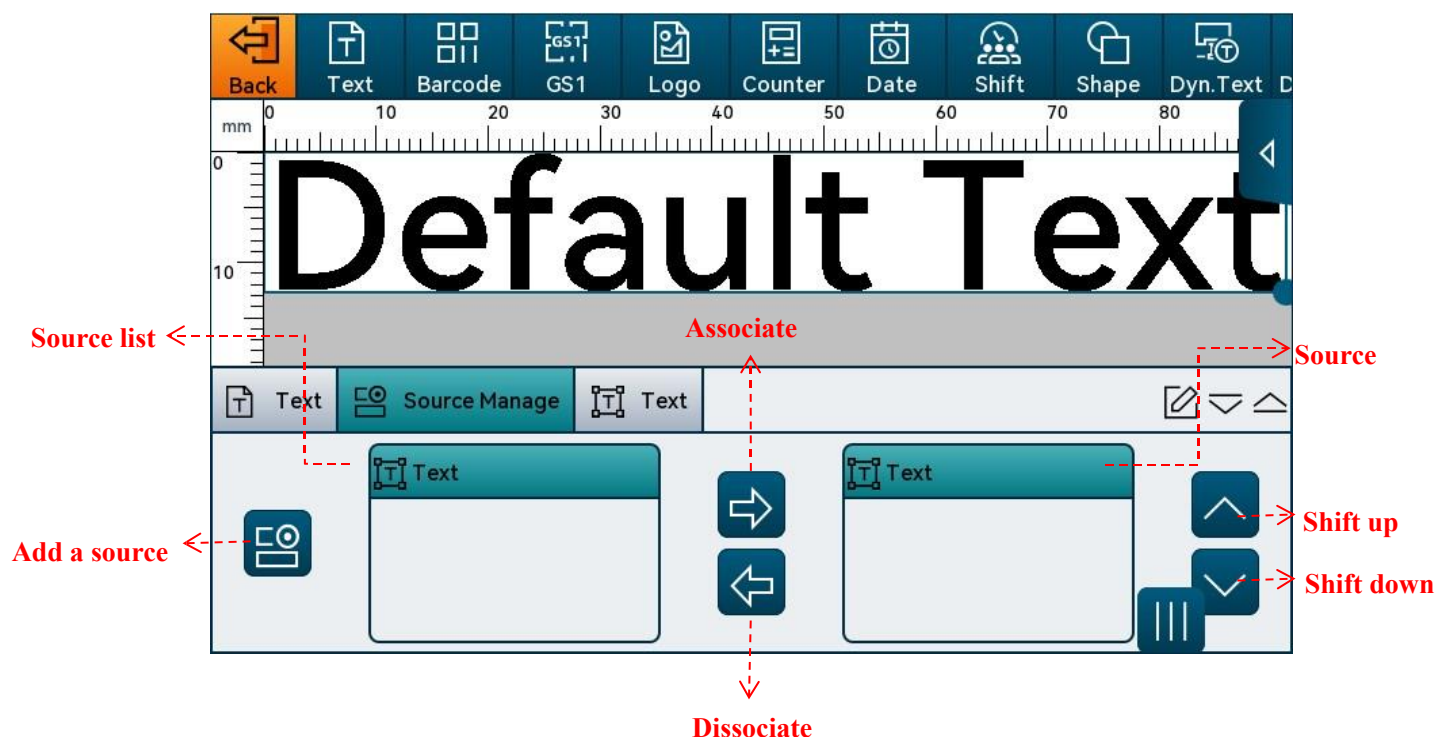 Back Text Barcode GS1 Logo Counter Date Shift Shape Dyn.Text D
mm 0 10 20 30 40 50 60 70 80
0
Default Text
10
Source list
Associate
Source
Text Source Manage Text
Text Text
Add a source
Shift up
Shift down
Dissociate